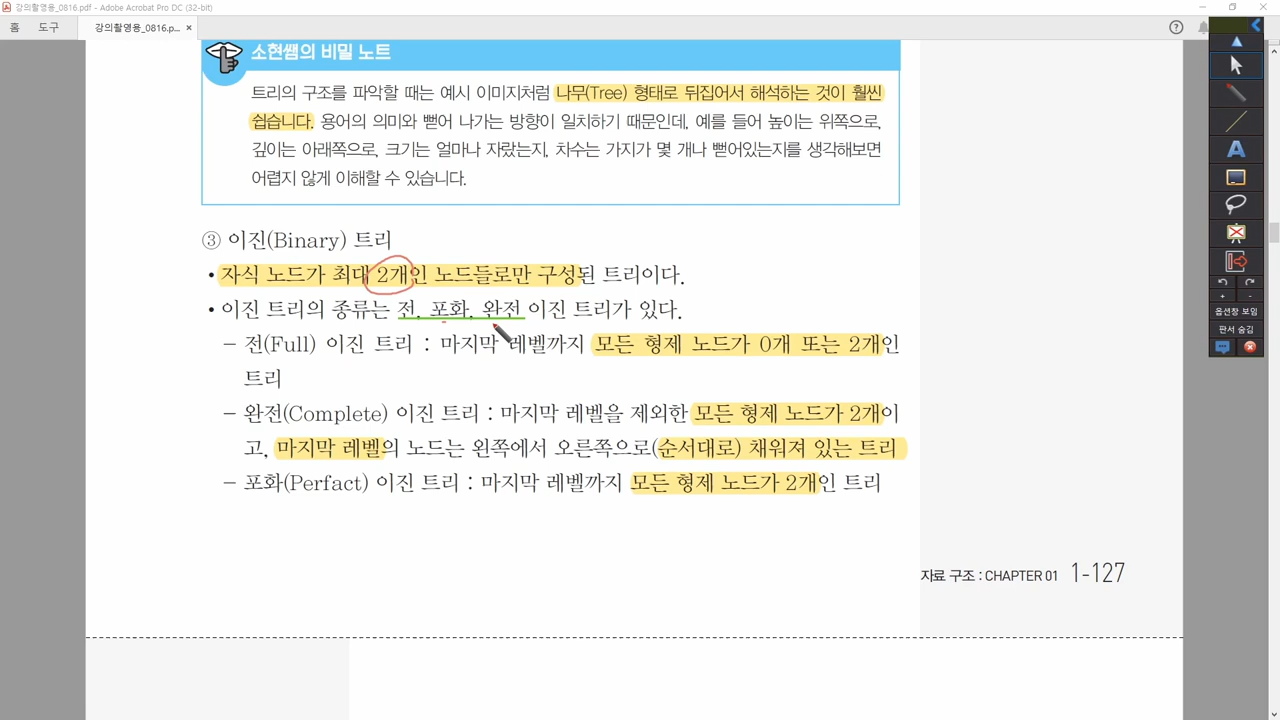 강의촬영용_0816.pdf - Adobe Acrobat Pro DC (32-bit)
홈 도구 강의촬영용_0816.p... ×
소현쌤의 비밀 노트
트리의 구조를 파악할 때는 예시 이미지처럼 나무(Tree) 형태로 뒤집어서 해석하는 것이 훨씬
쉽습니다. 용어의 의미와 뻗어 나가는 방향이 일치하기 때문인데, 예를 들어 높이는 위쪽으로,
깊이는 아래쪽으로, 크기는 얼마나 자랐는지, 차수는 가지가 몇 개나 뻗어있는지를 생각해보면
어렵지 않게 이해할 수 있습니다.
③ 이진(Binary) 트리
• 자식 노드가 최대 2개인 노드들로만 구성된 트리이다.
• 이진 트리의 종류는 전, 포화, 완전 이진 트리가 있다.
– 전(Full) 이진 트리 : 마지막 레벨까지 모든 형제 노드가 0개 또는 2개인
트리
– 완전(Complete) 이진 트리 : 마지막 레벨을 제외한 모든 형제 노드가 2개이
고, 마지막 레벨의 노드는 왼쪽에서 오른쪽으로(순서대로) 채워져 있는 트리
– 포화(Perfact) 이진 트리 : 마지막 레벨까지 모든 형제 노드가 2개인 트리
자료 구조 : CHAPTER 01 1-127
옵션창 보임
판서 숨김